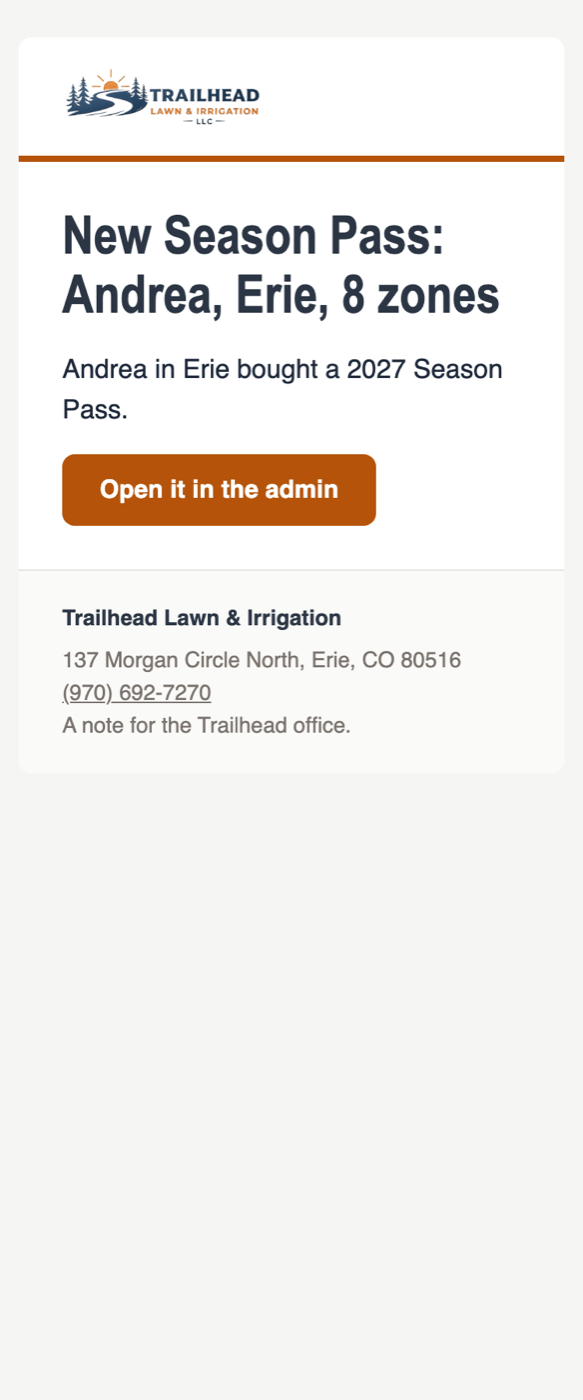 TRAILHEAD
LAWN & IRRIGATION
— LLC —
New Season Pass:
Andrea, Erie, 8 zones
Andrea in Erie bought a 2027 Season
Pass.
Open it in the admin
Trailhead Lawn & Irrigation
137 Morgan Circle North, Erie, CO 80516
(970) 692-7270
A note for the Trailhead office.